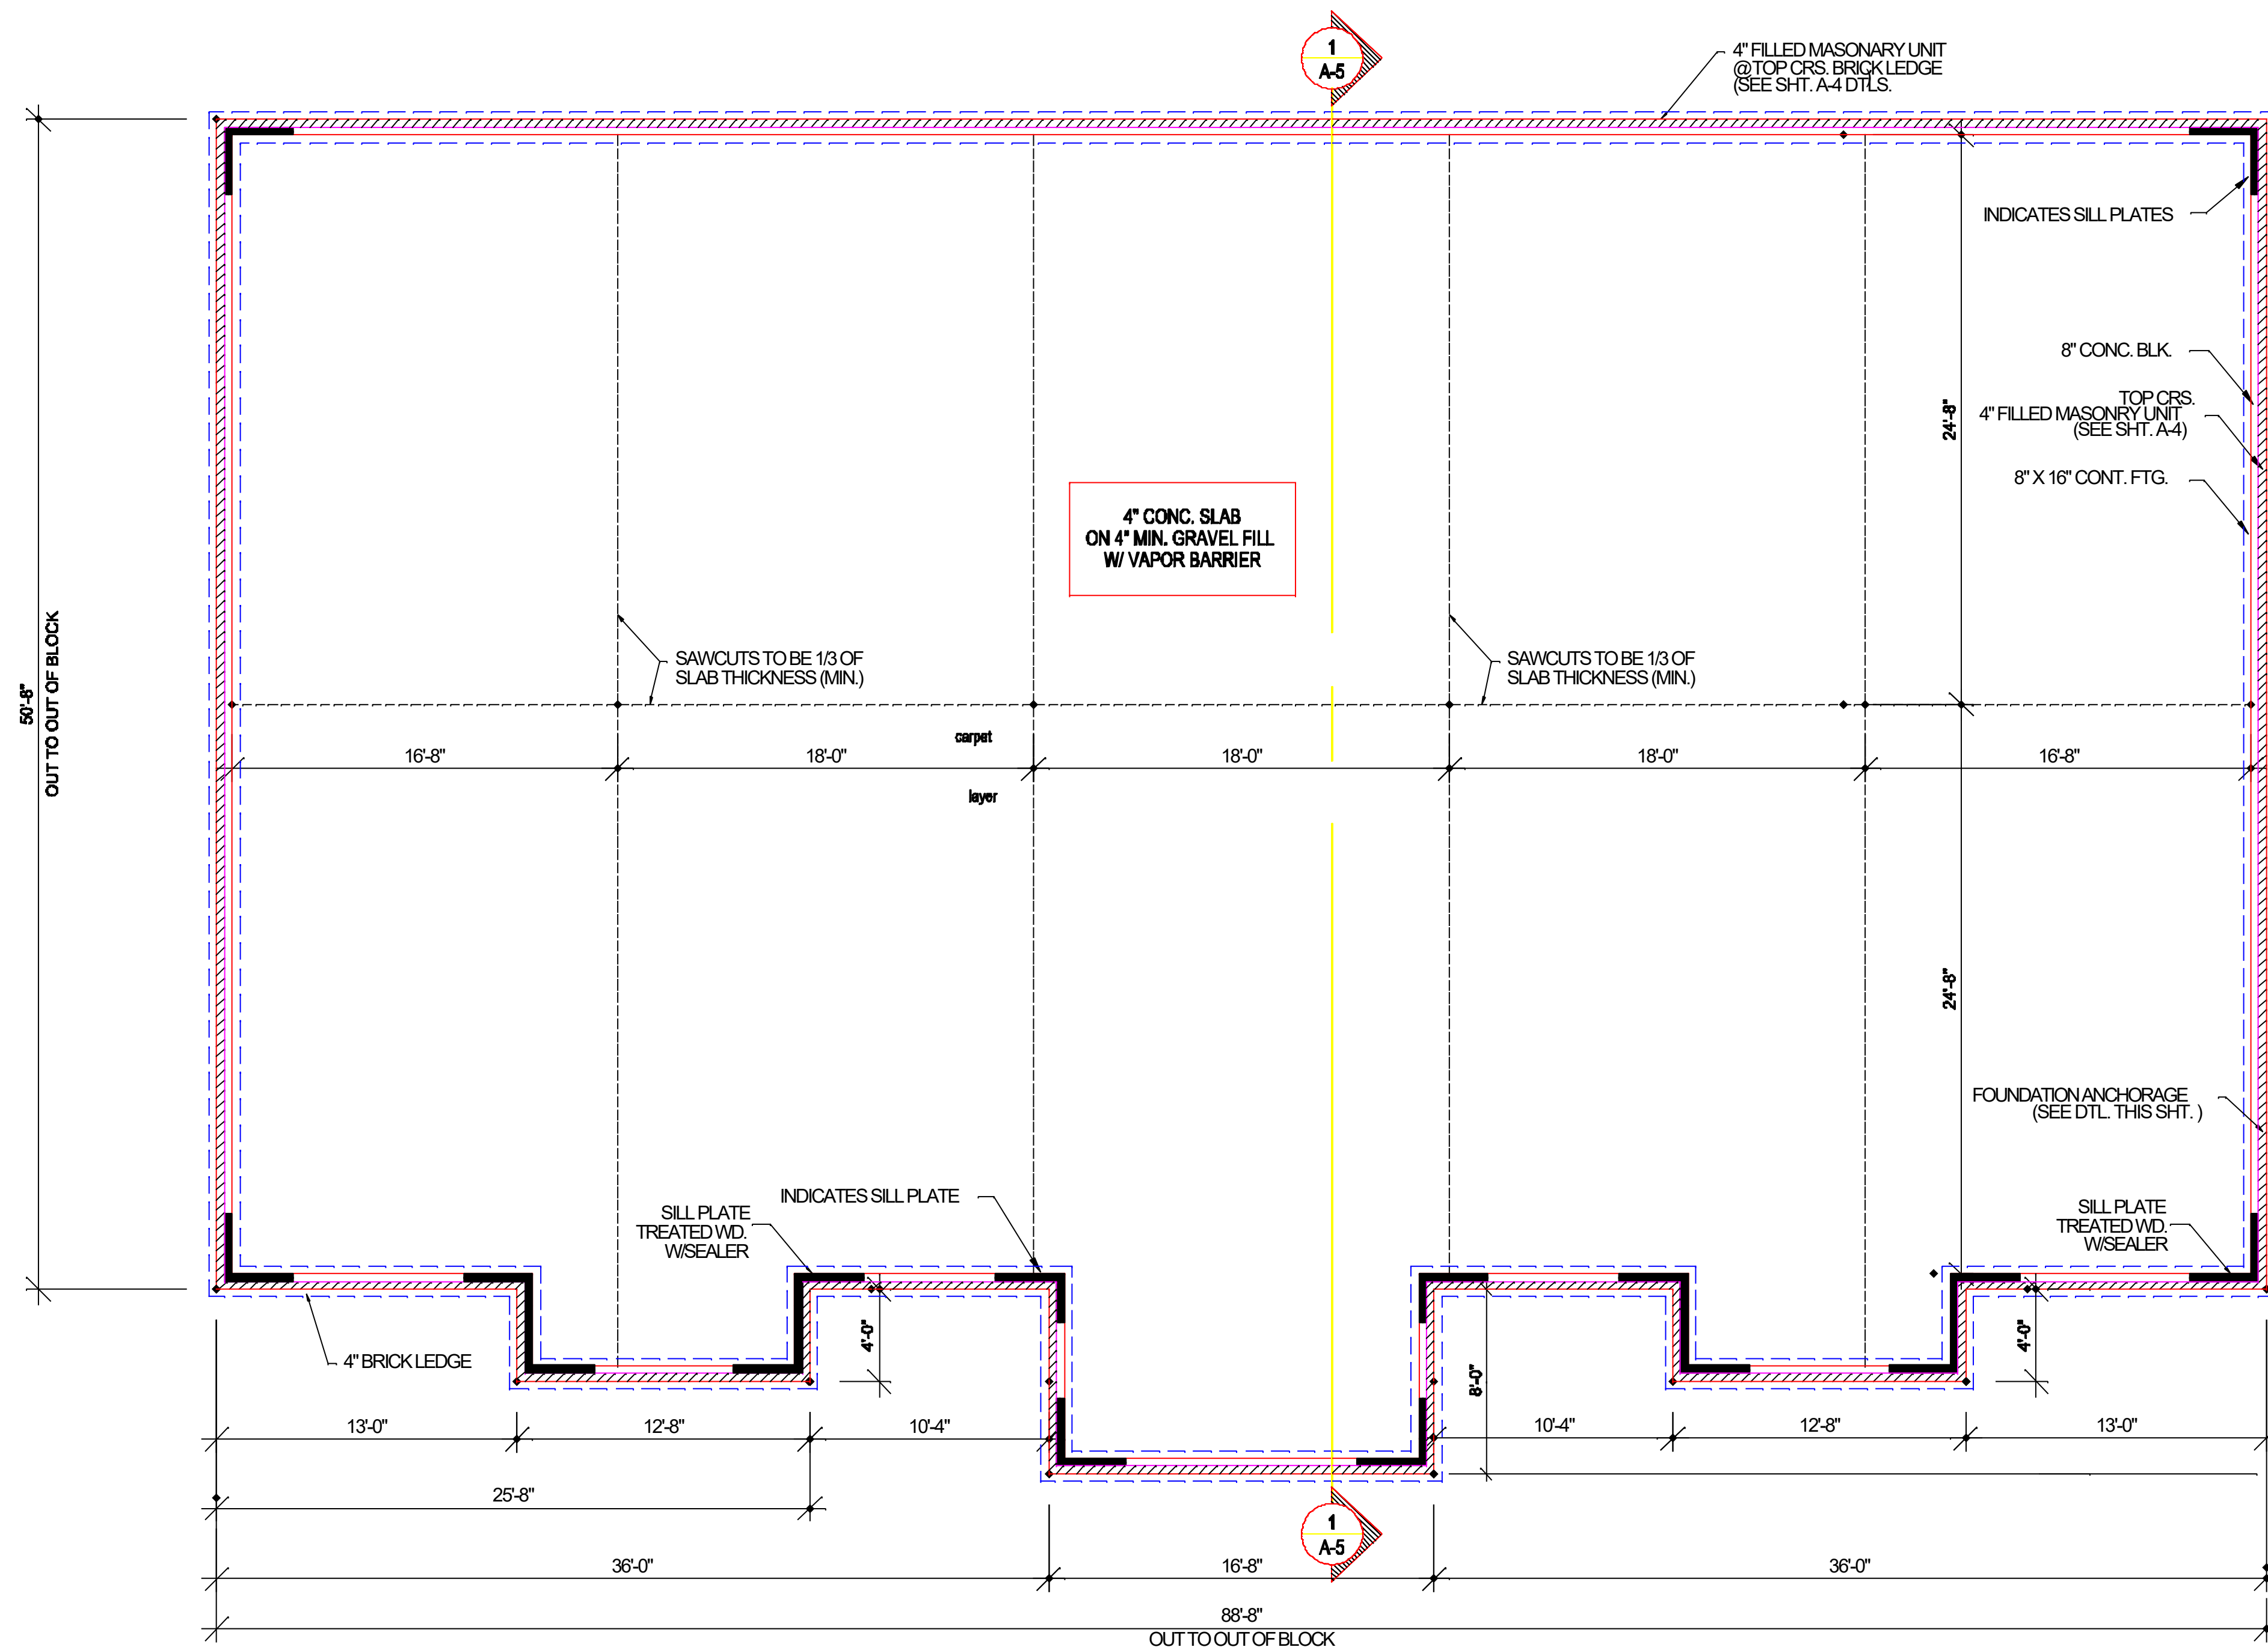 1
A-5
4" FILLED MASONARY UNIT
@TOP CRS. BRICK LEDGE
(SEE SHT. A-4 DTLS.
INDICATES SILL PLATES
8" CONC. BLK.
TOP CRS.
4" FILLED MASONRY UNIT
(SEE SHT. A-4)
8" X 16" CONT. FTG.
24'-8"
4" CONC. SLAB
ON 4" MIN. GRAVEL FILL
W/ VAPOR BARRIER
50'-8"
OUT TO OUT OF BLOCK
SAWCUTS TO BE 1/3 OF
SLAB THICKNESS (MIN.)
SAWCUTS TO BE 1/3 OF
SLAB THICKNESS (MIN.)
carpet
16'-8"
18'-0"
18'-0"
18'-0"
16'-8"
layer
24'-8"
FOUNDATION ANCHORAGE
(SEE DTL. THIS SHT. )
INDICATES SILL PLATE
SILL PLATE
TREATED WD.
W/SEALER
SILL PLATE
TREATED WD.
W/SEALER
4" BRICK LEDGE
4'-0"
8'-0"
4'-0"
13'-0"
12'-8"
10'-4"
10'-4"
12'-8"
13'-0"
25'-8"
1
A-5
36'-0"
16'-8"
36'-0"
88'-8"
OUT TO OUT OF BLOCK